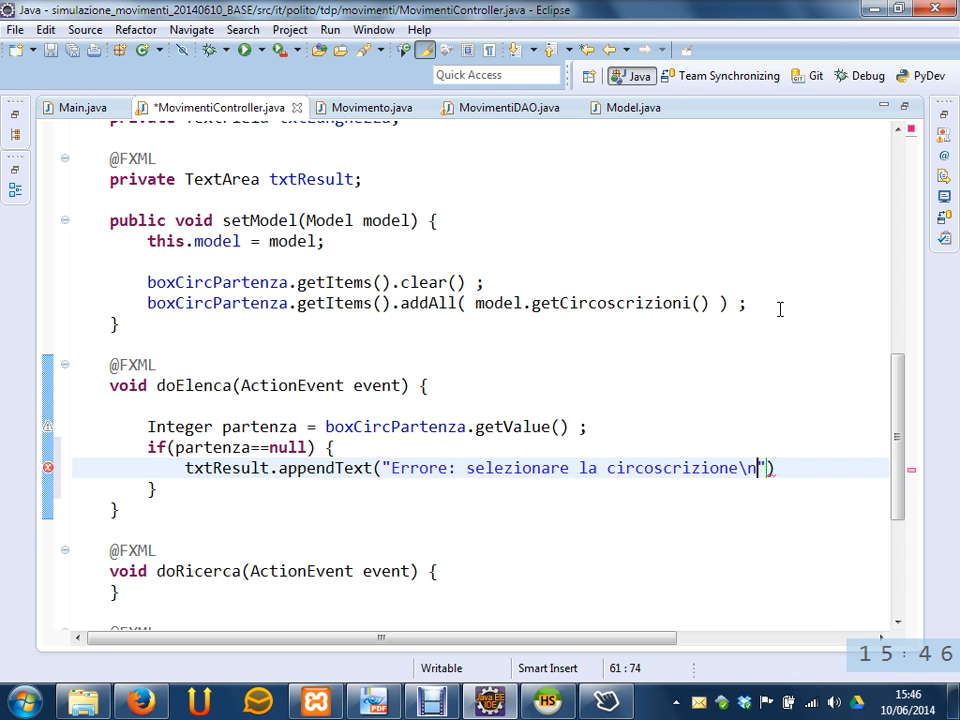 Java - simulazione_movimenti_20140610_BASE/src/it/polito/tdp/movimenti/MovimentiController.java - Eclipse
File Edit Source Refactor Navigate Search Project Run Window Help
Quick Access
Java Team Synchronizing Git Debug PyDev
Main.java *MovimentiController.java Movimento.java MovimentiDAO.java Model.java
private TextField txtLunghezza;
@FXML
private TextArea txtResult;
public void setModel(Model model) {
this.model = model;
boxCircPartenza.getItems().clear() ;
boxCircPartenza.getItems().addAll( model.getCircoscrizioni() ) ;
}
@FXML
void doElenca(ActionEvent event) {
Integer partenza = boxCircPartenza.getValue() ;
if(partenza==null) {
txtResult.appendText("Errore: selezionare la circoscrizione\n")
}
}
@FXML
void doRicerca(ActionEvent event) {
}
@FXML
Writable Smart Insert 61 : 74
15:46
15:46
10/06/2014